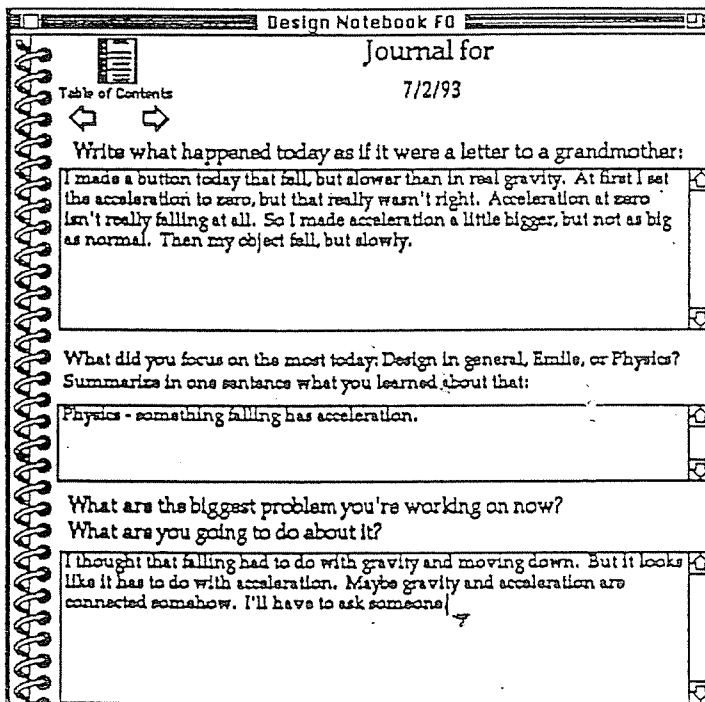 Design Notebook F0
Journal for
Table of Contents
7/2/93
Write what happened today as if it were a letter to a grandmother:
I made a button today that fell, but slower than in real gravity. At first I set
the acceleration to zero, but that really wasn't right. Acceleration at zero
isn't really falling at all. So I made acceleration a little bigger, but not as big
as normal. Then my object fell, but slowly.
What did you focus on the most today: Design in general, Emile, or Physics?
Summarize in one sentence what you learned about that:
Physics - something falling has acceleration.
What are the biggest problem you're working on now?
What are you going to do about it?
I thought that falling had to do with gravity and moving down. But it looks
like it has to do with acceleration. Maybe gravity and acceleration are
connected somehow. I'll have to ask someone